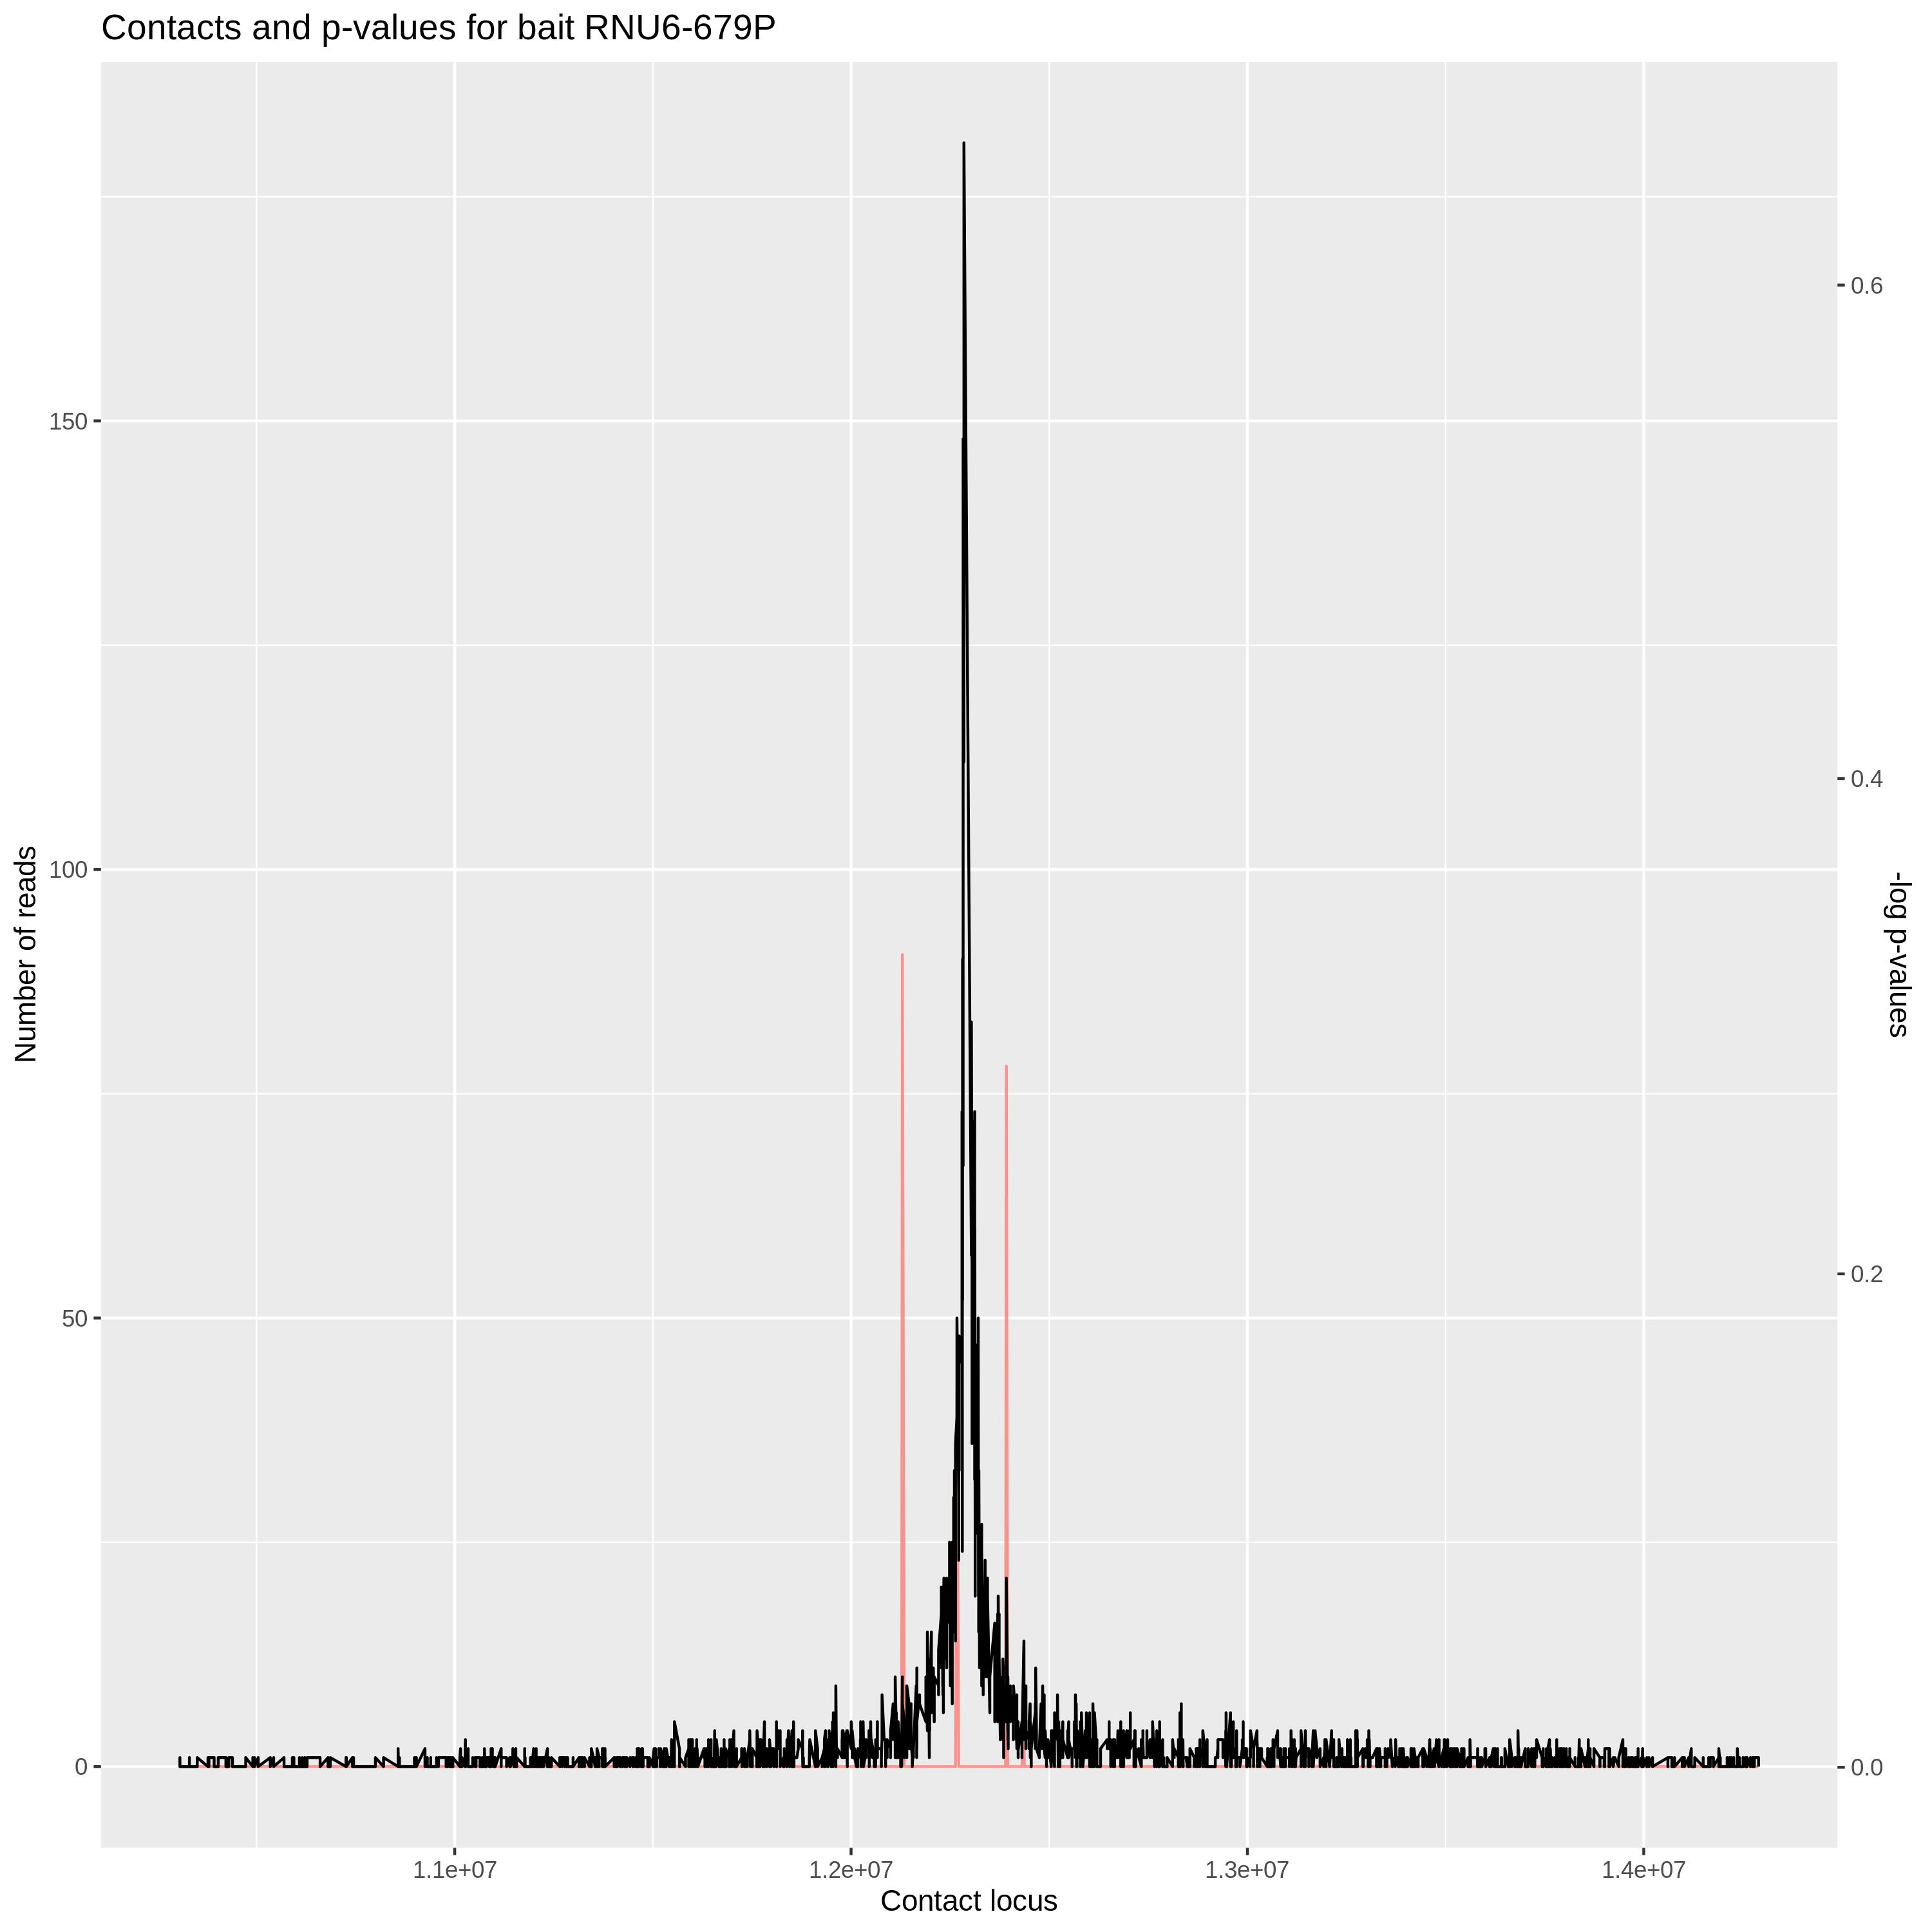 Contacts and p-values for bait RNU6-679P
150
100
50
0
0.6
0.4
0.2
0.0
Number of reads
-log p-values
1.1e+07
1.2e+07
1.3e+07
1.4e+07
Contact locus